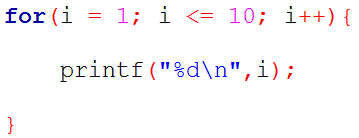 for(i = 1; i <= 10; i++){
printf("%d\n",i);
}